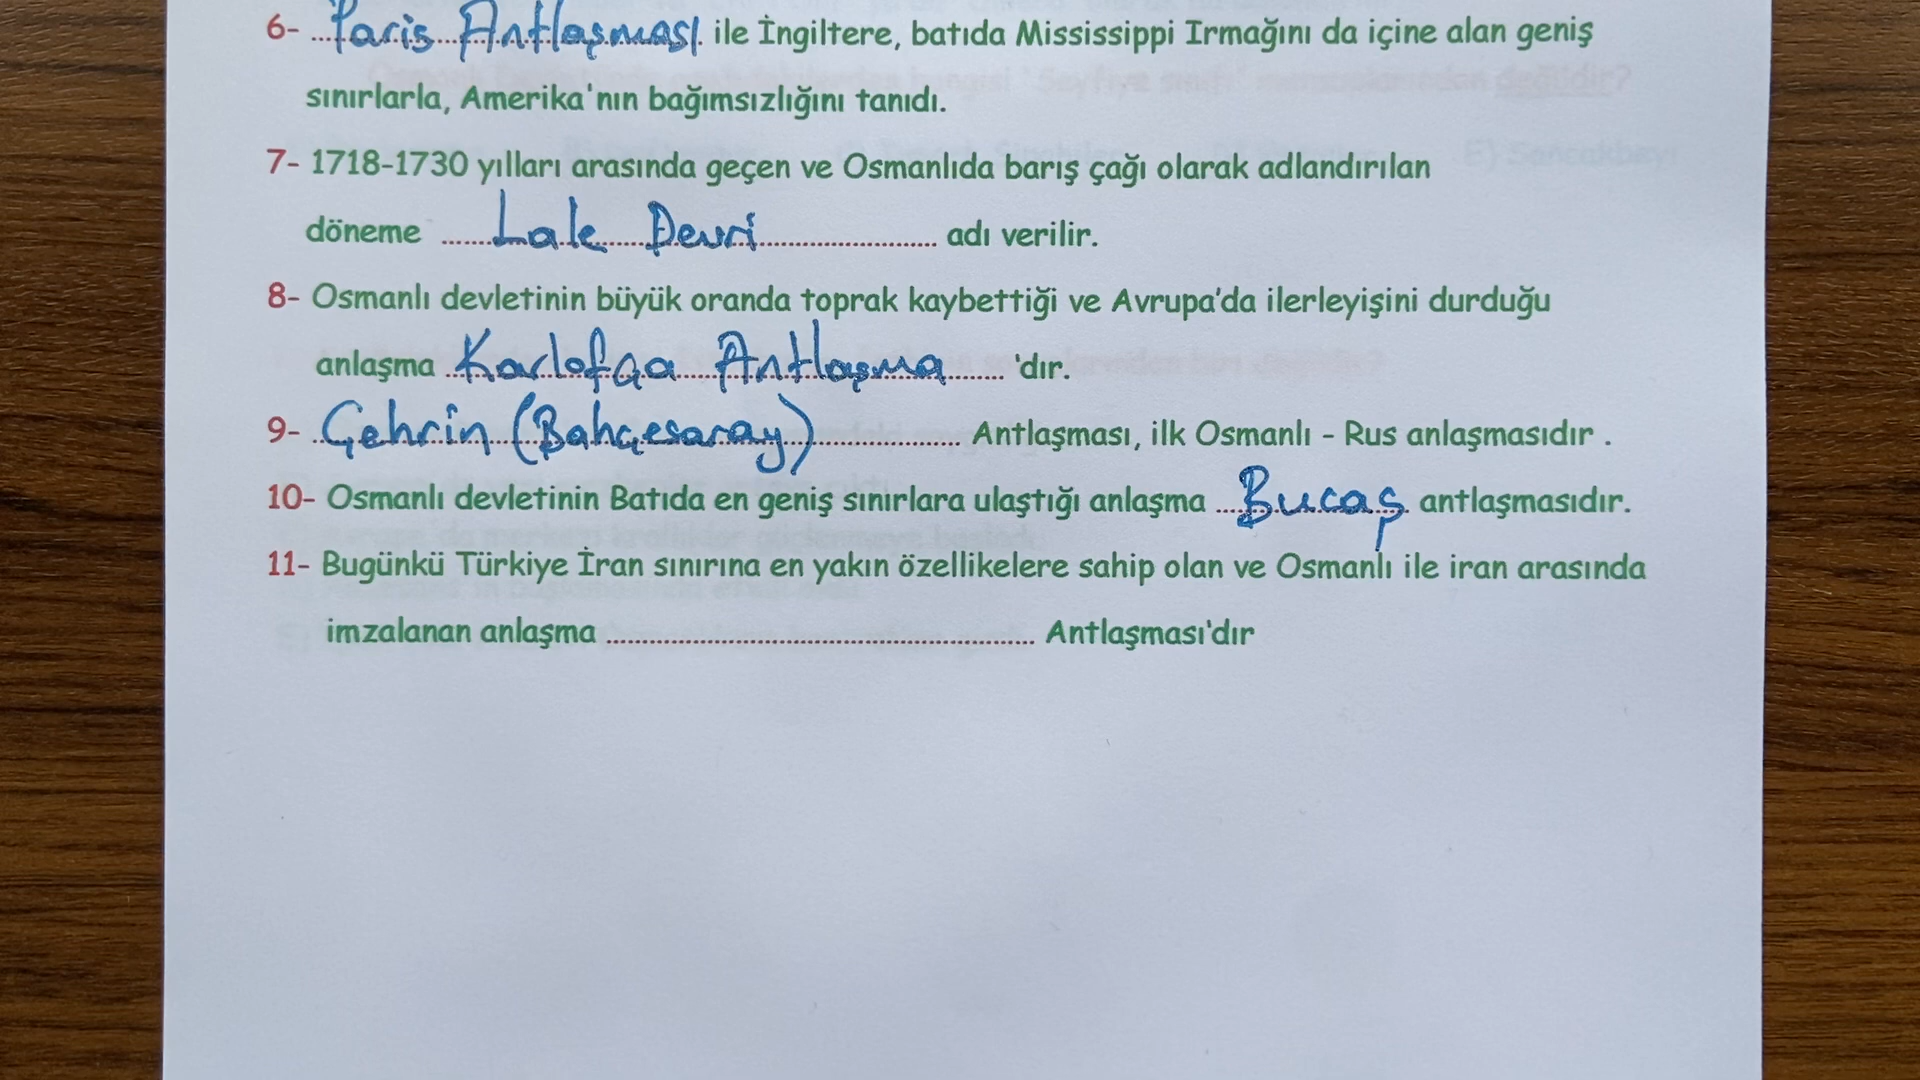 6- Paris Antlaşması ile İngiltere, batıda Mississippi Irmağını da içine alan geniş
sınırlarla, Amerika'nın bağımsızlığını tanıdı.
7- 1718-1730 yılları arasında geçen ve Osmanlıda barış çağı olarak adlandırılan
döneme ...... Lale Devri ...... adı verilir.
8- Osmanlı devletinin büyük oranda toprak kaybettiği ve Avrupa'da ilerleyişini durduğu
anlaşma Karlofça Antlaşma ...... 'dır.
9- Çehrin (Bahçesaray) ...... Antlaşması, ilk Osmanlı - Rus anlaşmasıdır .
10- Osmanlı devletinin Batıda en geniş sınırlara ulaştığı anlaşma Bucaş antlaşmasıdır.
11- Bugünkü Türkiye İran sınırına en yakın özellikelere sahip olan ve Osmanlı ile iran arasında
imzalanan anlaşma ...... Antlaşması'dır